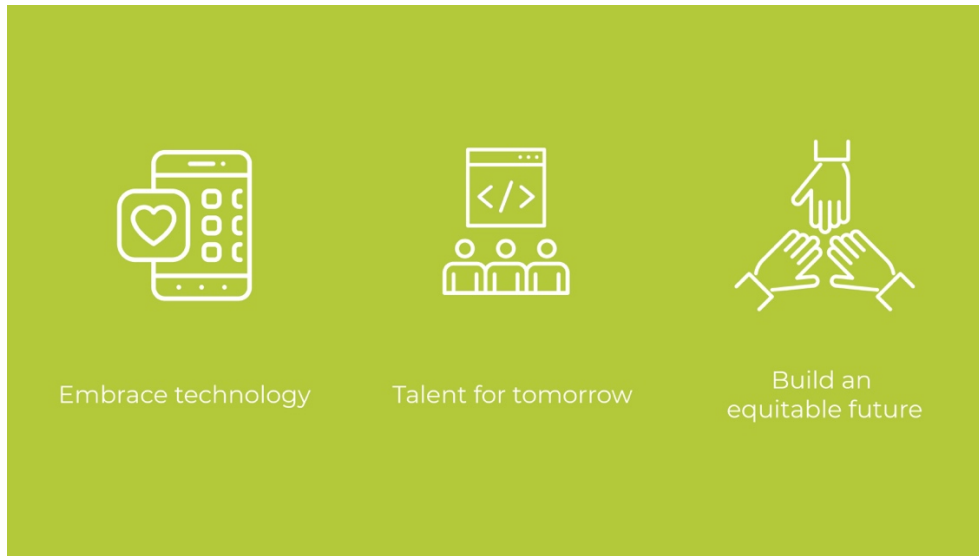 </>
Embrace technology
Talent for tomorrow
Build an
equitable future